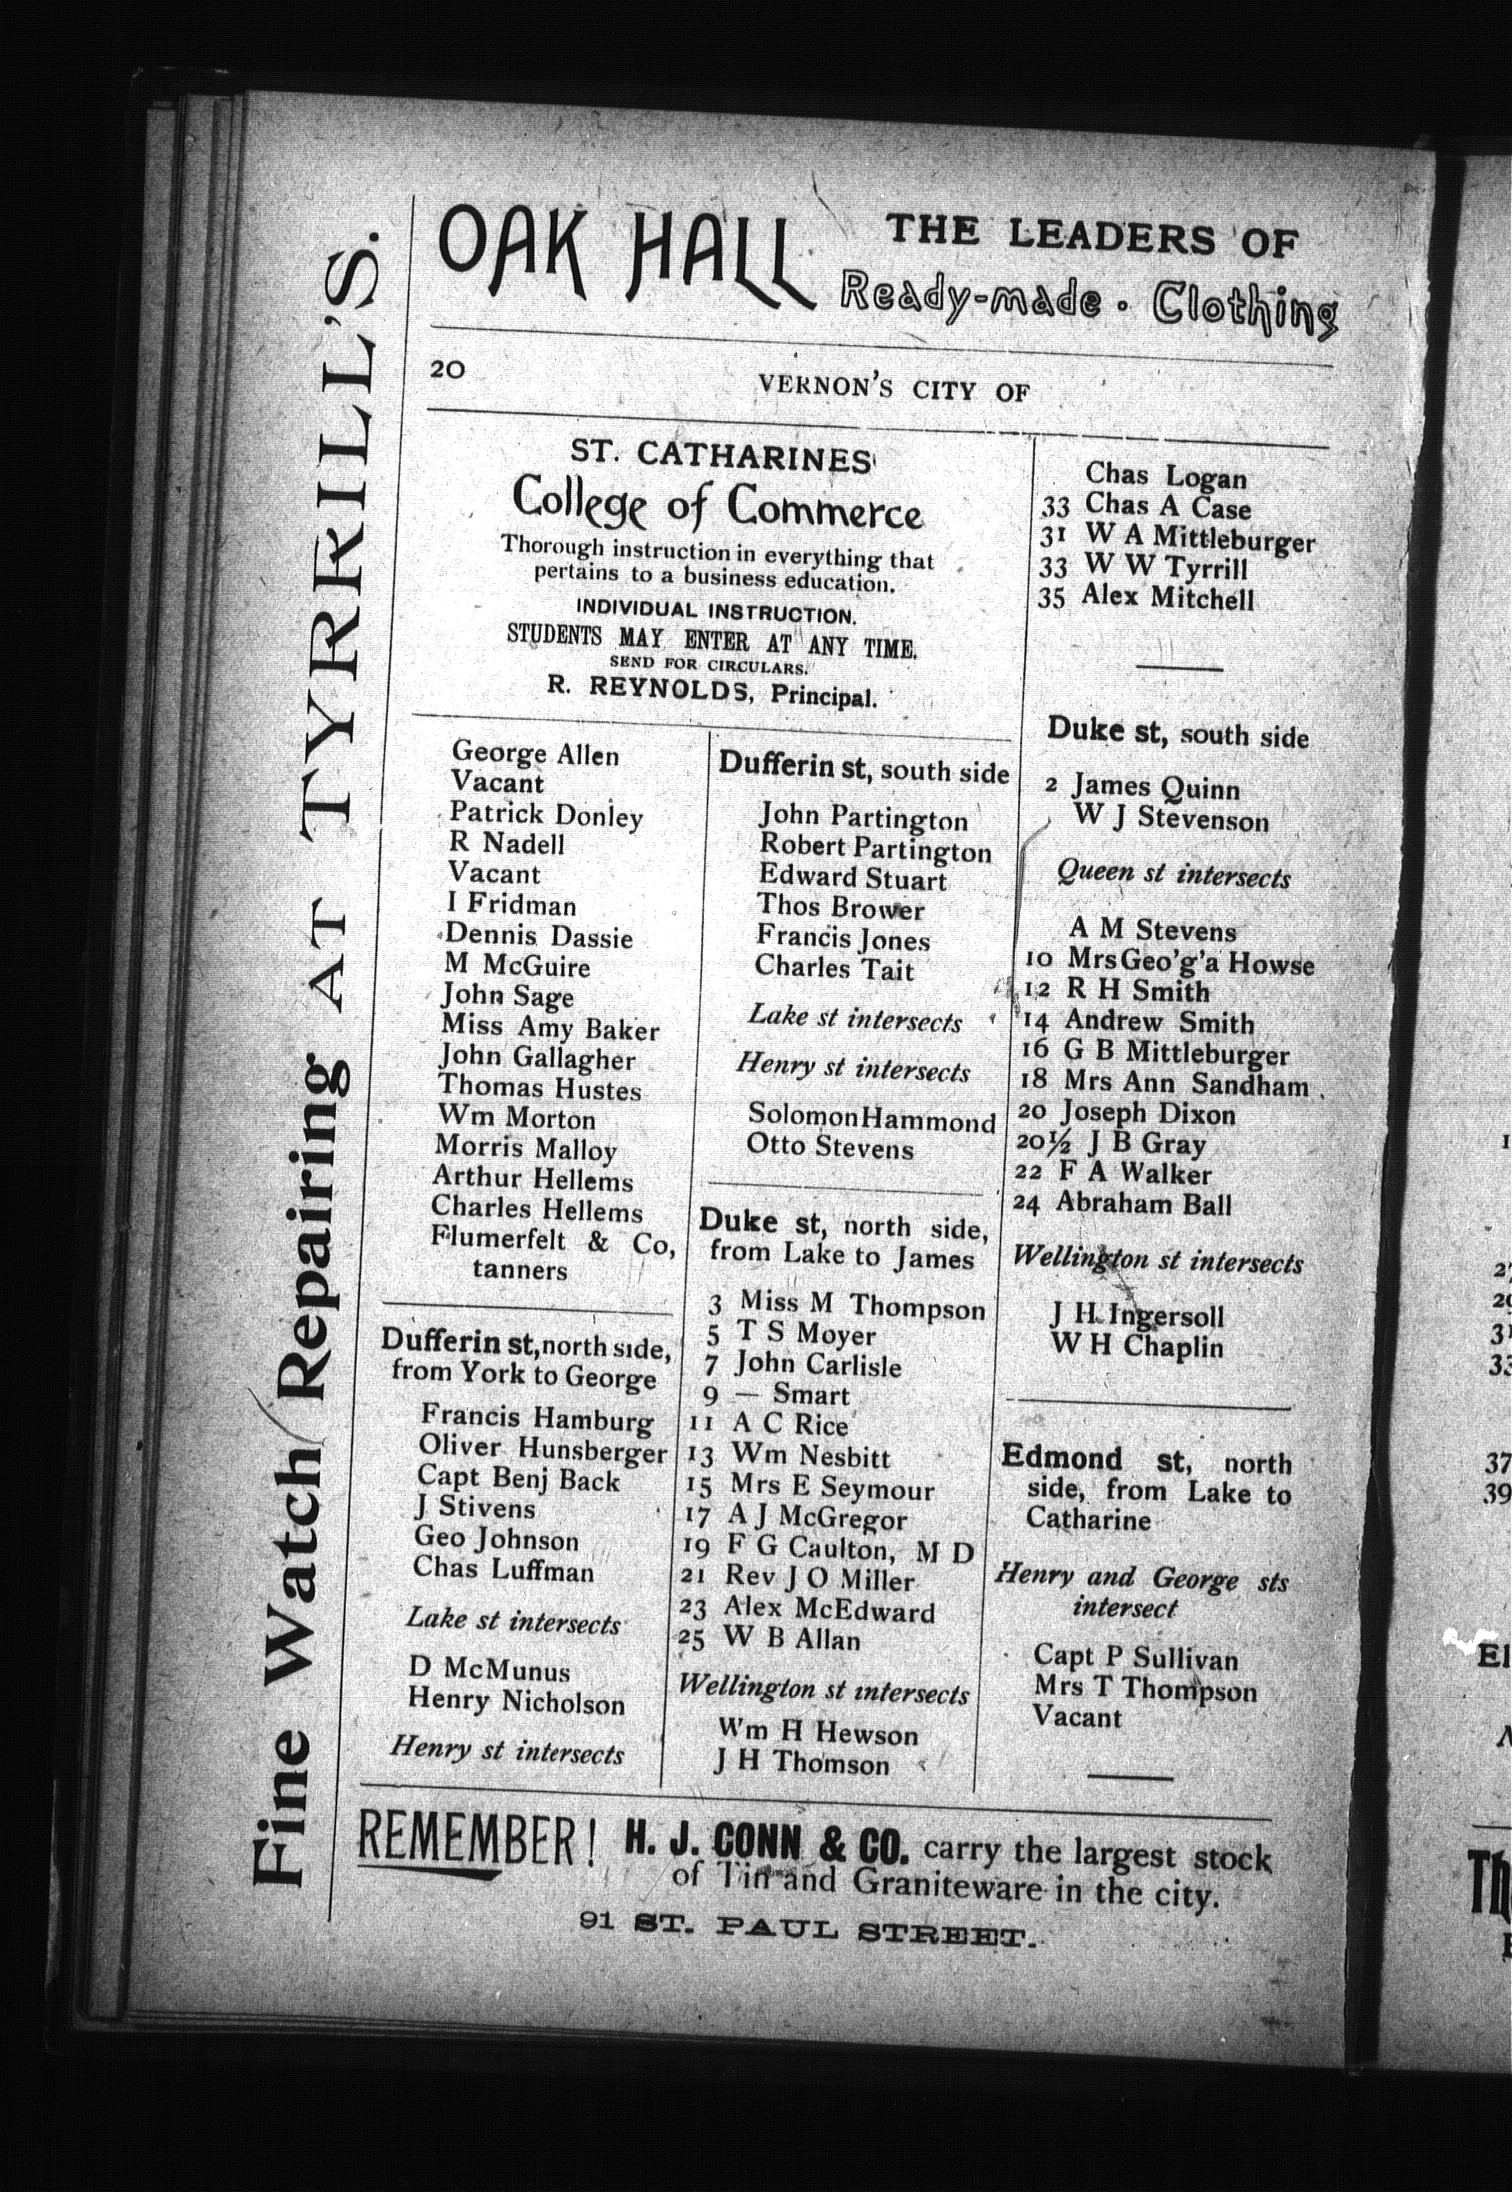 OAK HALL THE LEADERS OF
Ready-made · Clothing
20 VERNON'S CITY OF
Fine Watch Repairing AT TYRRILL'S.
ST. CATHARINES
College of Commerce
Thorough instruction in everything that
pertains to a business education.
INDIVIDUAL INSTRUCTION.
STUDENTS MAY ENTER AT ANY TIME.
SEND FOR CIRCULARS.
R. REYNOLDS, Principal.
George Allen
Vacant
Patrick Donley
R Nadell
Vacant
I Fridman
Dennis Dassie
M McGuire
John Sage
Miss Amy Baker
John Gallagher
Thomas Hustes
Wm Morton
Morris Malloy
Arthur Hellems
Charles Hellems
Flumerfelt & Co,
tanners
Dufferin st, north side,
from York to George
Francis Hamburg
Oliver Hunsberger
Capt Benj Back
J Stivens
Geo Johnson
Chas Luffman
Lake st intersects
D McMunus
Henry Nicholson
Henry st intersects
Dufferin st, south side
John Partington
Robert Partington
Edward Stuart
Thos Brower
Francis Jones
Charles Tait
Lake st intersects
Henry st intersects
Solomon Hammond
Otto Stevens
Duke st, north side,
from Lake to James
3 Miss M Thompson
5 T S Moyer
7 John Carlisle
9 — Smart
11 A C Rice
13 Wm Nesbitt
15 Mrs E Seymour
17 A J McGregor
19 F G Caulton, M D
21 Rev J O Miller
23 Alex McEdward
25 W B Allan
Wellington st intersects
Wm H Hewson
J H Thomson
Chas Logan
33 Chas A Case
31 W A Mittleburger
33 W W Tyrrill
35 Alex Mitchell
Duke st, south side
2 James Quinn
W J Stevenson
Queen st intersects
A M Stevens
10 Mrs Geo'g'a Howse
12 R H Smith
14 Andrew Smith
16 G B Mittleburger
18 Mrs Ann Sandham
20 Joseph Dixon
20½ J B Gray
22 F A Walker
24 Abraham Ball
Wellington st intersects
J H Ingersoll
W H Chaplin
Edmond st, north
side, from Lake to
Catharine
Henry and George sts
intersect
Capt P Sullivan
Mrs T Thompson
Vacant
REMEMBER! H. J. CONN & CO. carry the largest stock
of Tin and Graniteware in the city.
91 ST. PAUL STREET.
37
39